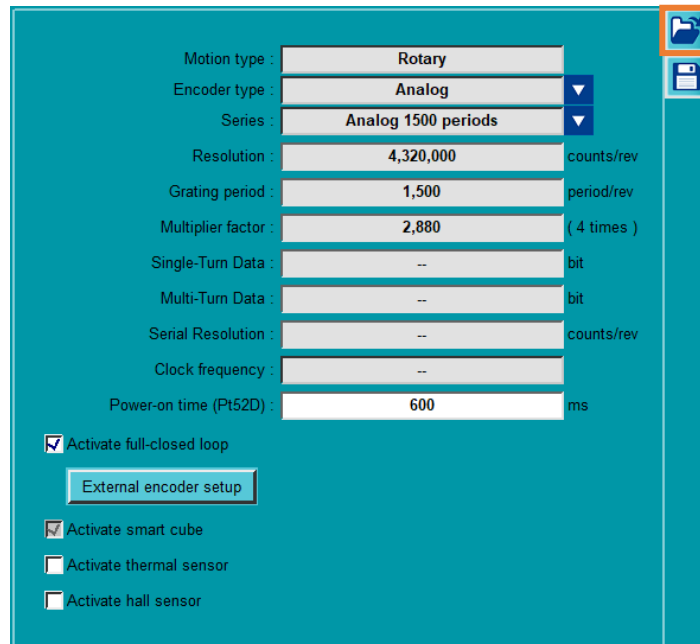 Motion type : Rotary
Encoder type : Analog
Series : Analog 1500 periods
Resolution : 4,320,000 counts/rev
Grating period : 1,500 period/rev
Multiplier factor : 2,880 ( 4 times )
Single-Turn Data : -- bit
Multi-Turn Data : -- bit
Serial Resolution : -- counts/rev
Clock frequency : --
Power-on time (Pt52D) : 600 ms
Activate full-closed loop
External encoder setup
Activate smart cube
Activate thermal sensor
Activate hall sensor